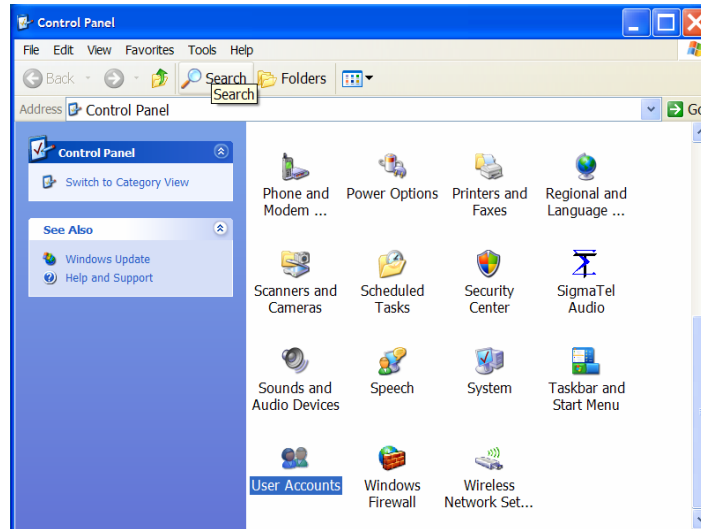 Control Panel
File Edit View Favorites Tools Help
Back Search Folders
Search
Address Control Panel Go
Control Panel
Switch to Category View
See Also
Windows Update
Help and Support
Phone and Modem ...
Power Options
Printers and Faxes
Regional and Language ...
Scanners and Cameras
Scheduled Tasks
Security Center
SigmaTel Audio
Sounds and Audio Devices
Speech
System
Taskbar and Start Menu
User Accounts
Windows Firewall
Wireless Network Set...